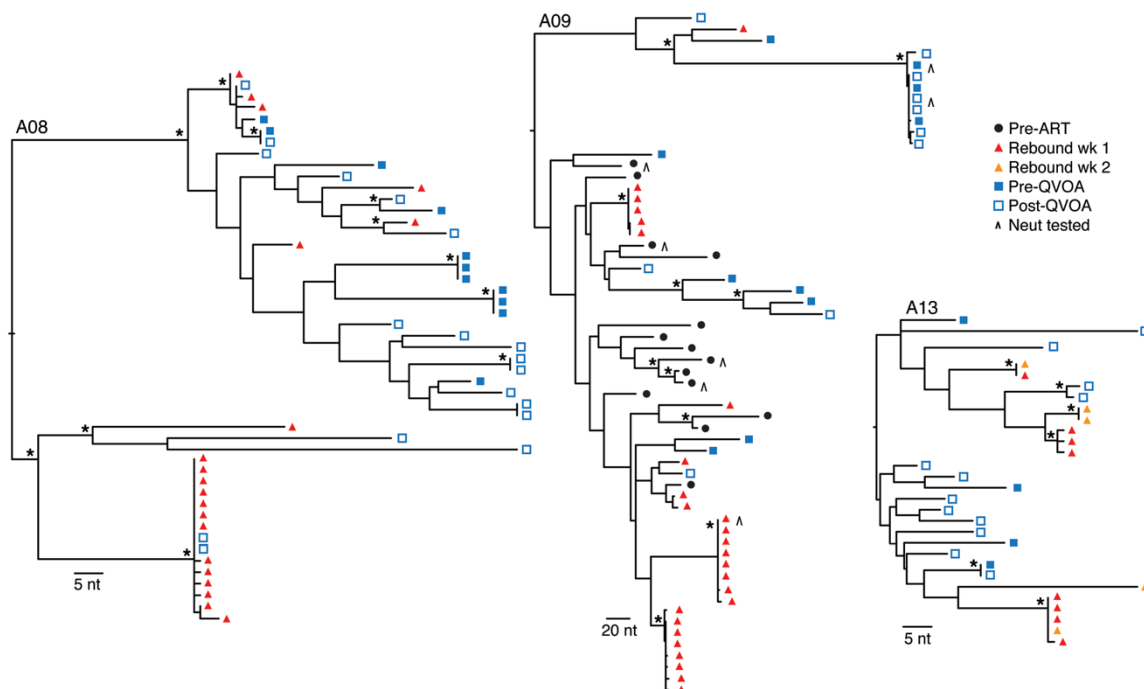 A09
A08
Pre-ART
Rebound wk 1
Rebound wk 2
Pre-QVOA
Post-QVOA
∧ Neut tested
A13
5 nt
20 nt
5 nt